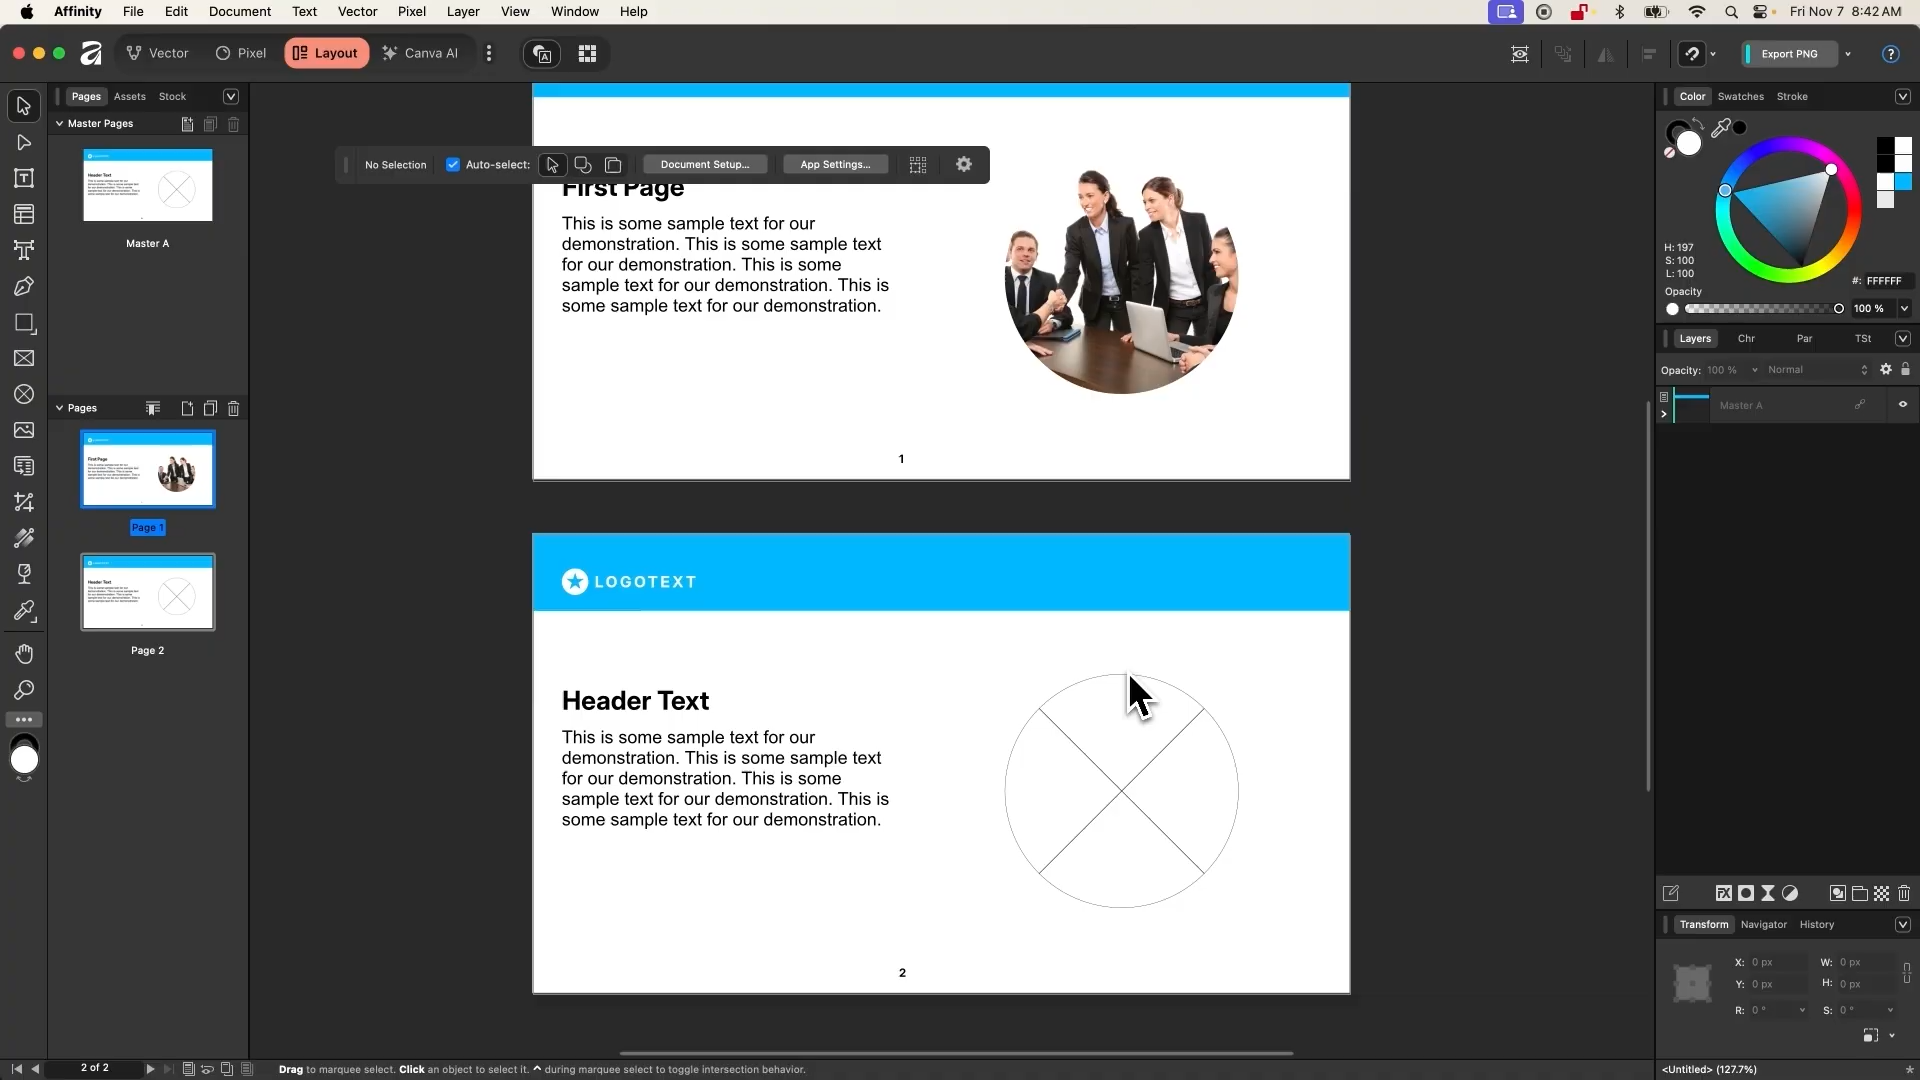 Affinity File Edit Document Text Vector Pixel Layer View Window Help Fri Nov 7 8:42 AM
Vector Pixel Layout Canva AI Export PNG ?
Pages Assets Stock
Master Pages
Master A
Pages
Page 1
Page 2
No Selection Auto-select: Document Setup... App Settings...
First Page
This is some sample text for our
demonstration. This is some sample text
for our demonstration. This is some
sample text for our demonstration. This is
some sample text for our demonstration.
1
LOGOTEXT
Header Text
This is some sample text for our
demonstration. This is some sample text
for our demonstration. This is some
sample text for our demonstration. This is
some sample text for our demonstration.
2
Color Swatches Stroke
H: 197
S: 100
L: 100
#: FFFFFF
Opacity
100 %
Layers Chr Par TSt
Opacity: 100 % Normal
Master A
Transform Navigator History
X: 0 px W: 0 px
Y: 0 px H: 0 px
R: 0 ° S: 0 °
2 of 2 Drag to marquee select. Click an object to select it. ⌃ during marquee select to toggle intersection behavior. <Untitled> (127.7%)